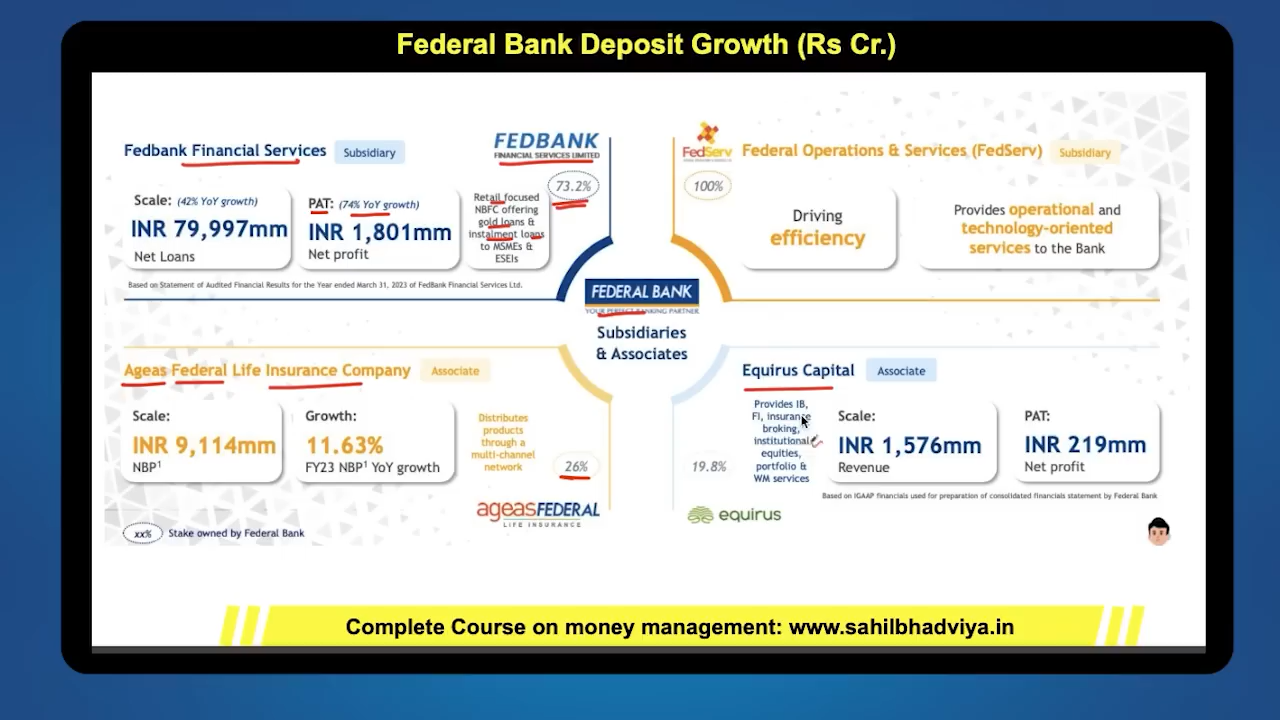 Federal Bank Deposit Growth (Rs Cr.)
Fedbank Financial Services
Subsidiary
FEDBANK
FINANCIAL SERVICES LIMITED
73.2%
Scale: (42% YoY growth)
INR 79,997mm
Net Loans
PAT: (74% YoY growth)
INR 1,801mm
Net profit
Retail focused
NBFC offering
gold loans &
instalment loans
to MSMEs &
ESEIs
Based on Statement of Audited Financial Results for the Year ended March 31, 2023 of FedBank Financial Services Ltd.
FedServ
100%
Federal Operations & Services (FedServ)
Subsidiary
Driving
efficiency
Provides operational and
technology-oriented
services to the Bank
FEDERAL BANK
YOUR PERFECT BANKING PARTNER
Subsidiaries
& Associates
Ageas Federal Life Insurance Company
Associate
Scale:
INR 9,114mm
NBP1
Growth:
11.63%
FY23 NBP1 YoY growth
Distributes
products
through a
multi-channel
network
26%
ageasFEDERAL
LIFE INSURANCE
xx%
Stake owned by Federal Bank
Equirus Capital
Associate
19.8%
Provides IB,
FI, insurance
broking,
institutional
equities,
portfolio &
WM services
Scale:
INR 1,576mm
Revenue
PAT:
INR 219mm
Net profit
Based on IGAAP financials used for preparation of consolidated financials statement by Federal Bank
equirus
Complete Course on money management: www.sahilbhadviya.in